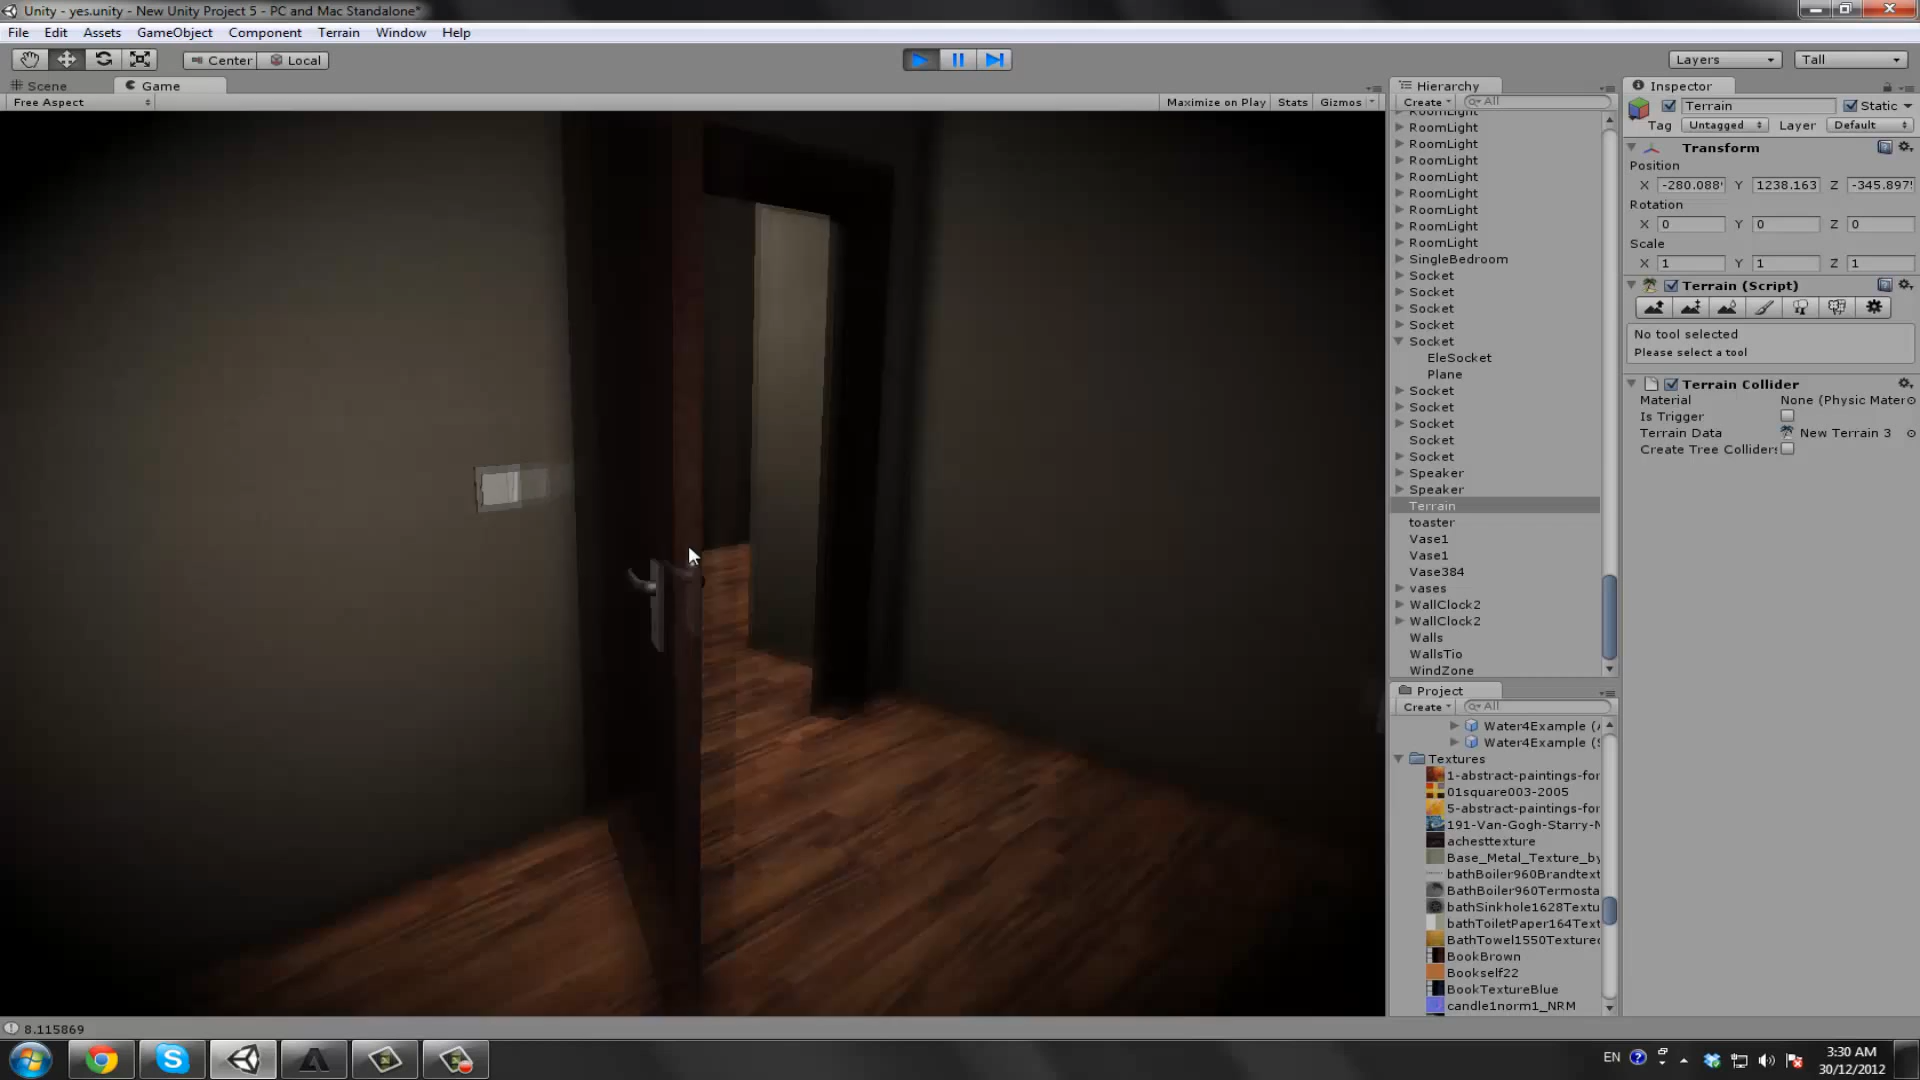 Unity - yes.unity - New Unity Project 5 - PC and Mac Standalone*
File Edit Assets GameObject Component Terrain Window Help
Center Local Layers Tall
Scene Game
Free Aspect Maximize on Play Stats Gizmos
Hierarchy
Create All
RoomLight
RoomLight
RoomLight
RoomLight
RoomLight
RoomLight
RoomLight
RoomLight
RoomLight
SingleBedroom
Socket
Socket
Socket
Socket
Socket
EleSocket
Plane
Socket
Socket
Socket
Socket
Socket
Speaker
Speaker
Terrain
toaster
Vase1
Vase1
Vase384
vases
WallClock2
WallClock2
Walls
WallsTio
WindZone
Project
Create All
Water4Example (
Water4Example (
Textures
1-abstract-paintings-for
01square003-2005
5-abstract-paintings-for
191-Van-Gogh-Starry-N
achesttexture
Base_Metal_Texture_by
bathBoiler960Brandtext
bathBoiler960Termosta
bathSinkhole1628Textu
bathToiletPaper164Text
BathTowel1550Texture
BookBrown
Bookself22
BookTextureBlue
candle1norm1_NRM
Inspector
Terrain Static
Tag Untagged Layer Default
Transform
Position
X -280.088 Y 1238.163 Z -345.897
Rotation
X 0 Y 0 Z 0
Scale
X 1 Y 1 Z 1
Terrain (Script)
No tool selected
Please select a tool
Terrain Collider
Material None (Physic Mater
Is Trigger
Terrain Data New Terrain 3
Create Tree Colliders
8.115869
EN
3:30 AM
30/12/2012